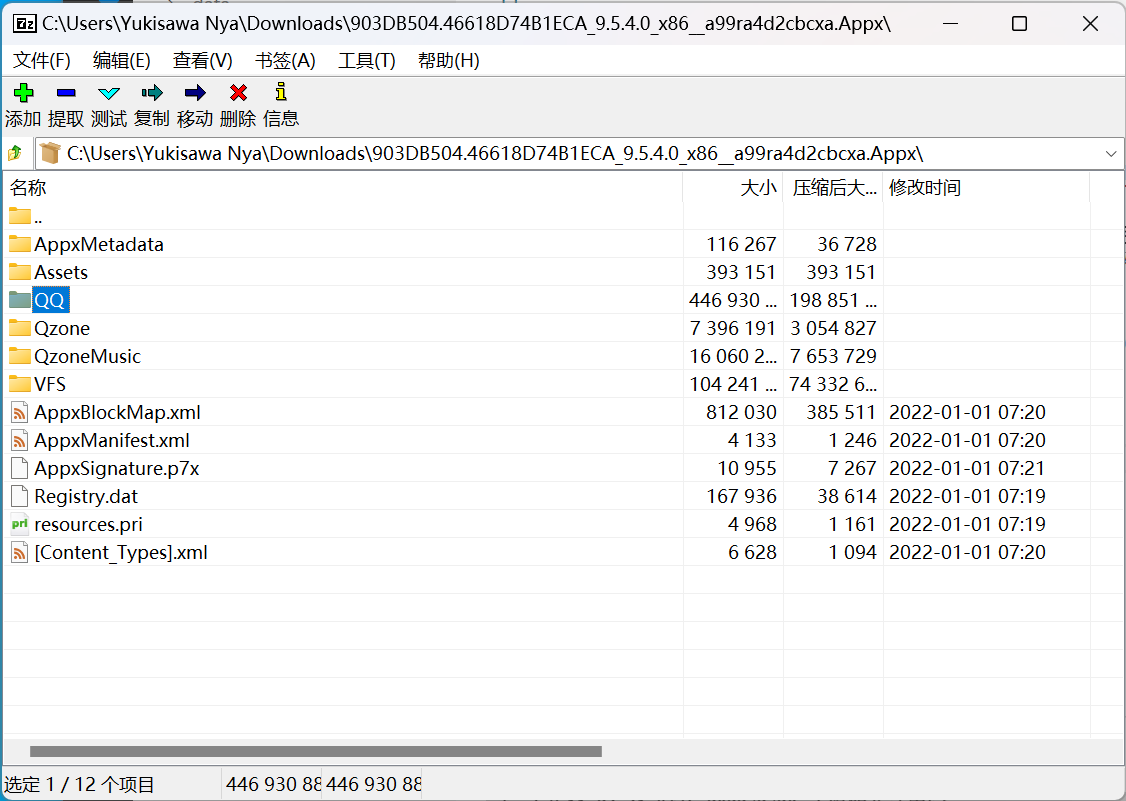 C:\Users\Yukisawa Nya\Downloads\903DB504.46618D74B1ECA_9.5.4.0_x86__a99ra4d2cbcxa.Appx\
文件(F) 编辑(E) 查看(V) 书签(A) 工具(T) 帮助(H)
添加 提取 测试 复制 移动 删除 信息
C:\Users\Yukisawa Nya\Downloads\903DB504.46618D74B1ECA_9.5.4.0_x86__a99ra4d2cbcxa.Appx\
名称 大小 压缩后大... 修改时间
..
AppxMetadata 116 267 36 728
Assets 393 151 393 151
QQ 446 930 ... 198 851 ...
Qzone 7 396 191 3 054 827
QzoneMusic 16 060 2... 7 653 729
VFS 104 241 ... 74 332 6...
AppxBlockMap.xml 812 030 385 511 2022-01-01 07:20
AppxManifest.xml 4 133 1 246 2022-01-01 07:20
AppxSignature.p7x 10 955 7 267 2022-01-01 07:21
Registry.dat 167 936 38 614 2022-01-01 07:19
resources.pri 4 968 1 161 2022-01-01 07:19
[Content_Types].xml 6 628 1 094 2022-01-01 07:20
选定 1 / 12 个项目 446 930 88 446 930 88